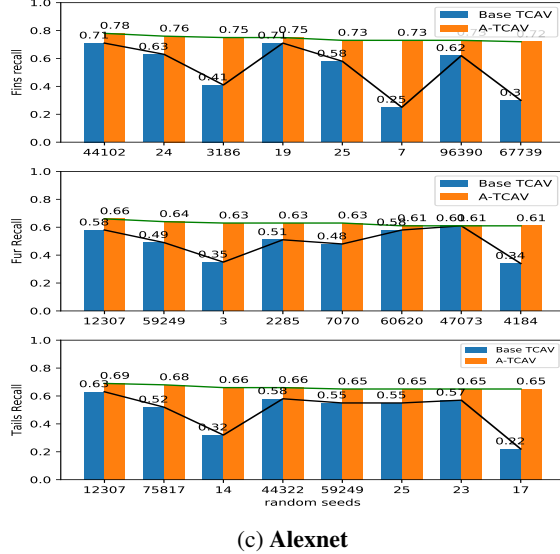 Fins recall
1.0
0.8
0.6
0.4
0.2
0.0
Base TCAV
A-TCAV
0.71 0.78 0.63 0.76 0.41 0.75 0.71 0.75 0.58 0.73 0.25 0.73 0.62 0.3 0.72
44102 24 3186 19 25 7 96390 67739
Fur Recall
1.0
0.8
0.6
0.4
0.2
0.0
Base TCAV
A-TCAV
0.58 0.66 0.49 0.64 0.35 0.63 0.51 0.63 0.48 0.63 0.58 0.61 0.61 0.34 0.61
12307 59249 3 2285 7070 60620 47073 4184
Tails Recall
1.0
0.8
0.6
0.4
0.2
0.0
Base TCAV
A-TCAV
0.63 0.69 0.52 0.68 0.32 0.66 0.58 0.66 0.55 0.65 0.55 0.65 0.57 0.65 0.22 0.65
12307 75817 14 44322 59249 25 23 17
random seeds
(c) Alexnet